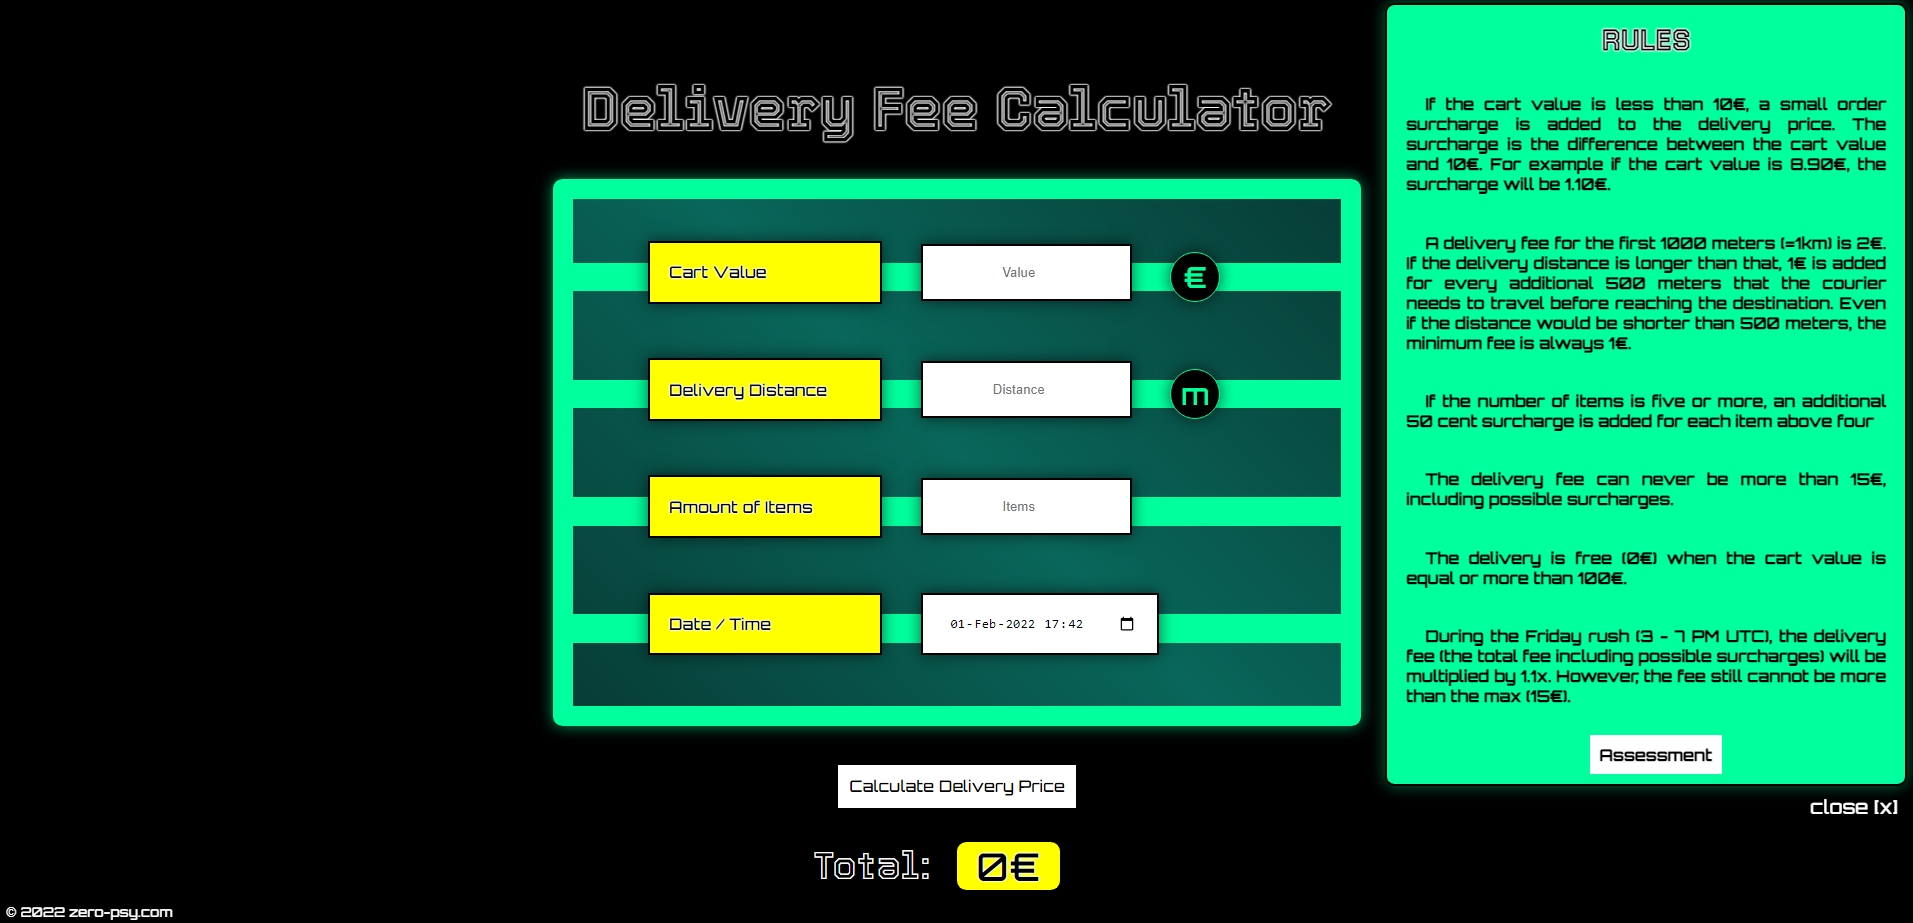 Delivery Fee Calculator
Cart Value
Value
€
Delivery Distance
Distance
m
Amount of Items
Items
Date / Time
01-Feb-2022 17:42
Calculate Delivery Price
Total:
0€
© 2022 zero-psy.com
RULES
If the cart value is less than 10€, a small order
surcharge is added to the delivery price. The
surcharge is the difference between the cart value
and 10€. For example if the cart value is 8.90€, the
surcharge will be 1.10€.
A delivery fee for the first 1000 meters (=1km) is 2€.
If the delivery distance is longer than that, 1€ is added
for every additional 500 meters that the courier
needs to travel before reaching the destination. Even
if the distance would be shorter than 500 meters, the
minimum fee is always 1€.
If the number of items is five or more, an additional
50 cent surcharge is added for each item above four
The delivery fee can never be more than 15€,
including possible surcharges.
The delivery is free (0€) when the cart value is
equal or more than 100€.
During the Friday rush (3 - 7 PM UTC), the delivery
fee (the total fee including possible surcharges) will be
multiplied by 1.1x. However, the fee still cannot be more
than the max (15€).
Assessment
close [x]